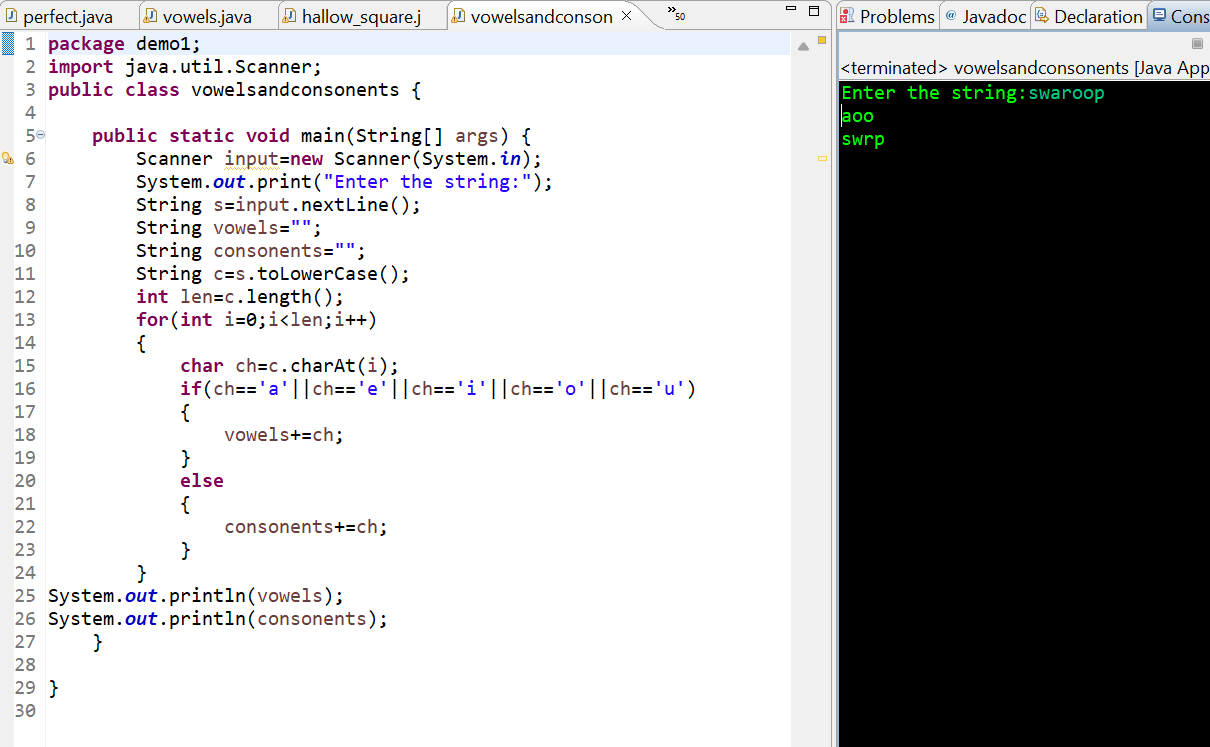 perfect.java vowels.java hallow_square.j vowelsandconson »50
Problems @ Javadoc Declaration Cons
<terminated> vowelsandconsonents [Java App
1 package demo1;
2 import java.util.Scanner;
3 public class vowelsandconsonents {
4
5 public static void main(String[] args) {
6 Scanner input=new Scanner(System.in);
7 System.out.print("Enter the string:");
8 String s=input.nextLine();
9 String vowels="";
10 String consonents="";
11 String c=s.toLowerCase();
12 int len=c.length();
13 for(int i=0;i<len;i++)
14 {
15 char ch=c.charAt(i);
16 if(ch=='a'||ch=='e'||ch=='i'||ch=='o'||ch=='u')
17 {
18 vowels+=ch;
19 }
20 else
21 {
22 consonents+=ch;
23 }
24 }
25 System.out.println(vowels);
26 System.out.println(consonents);
27 }
28
29 }
30
Enter the string:swaroop
aoo
swrp